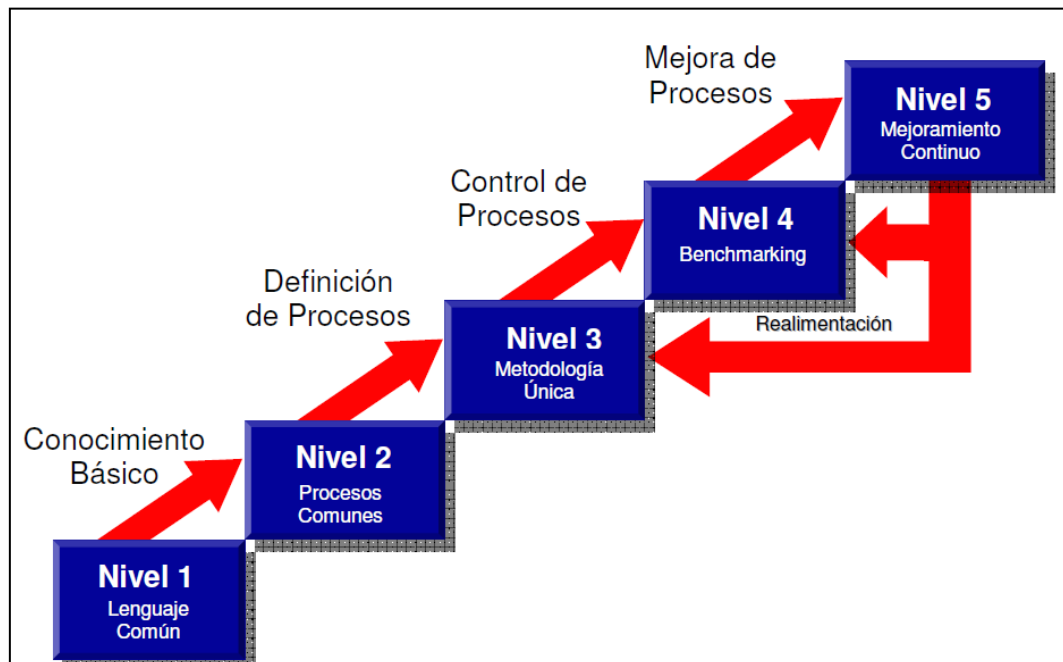 Mejora de
Procesos
Nivel 5
Mejoramiento
Continuo
Control de
Procesos
Nivel 4
Benchmarking
Definición
de Procesos
Nivel 3
Metodología
Única
Realimentación
Conocimiento
Básico
Nivel 2
Procesos
Comunes
Nivel 1
Lenguaje
Común